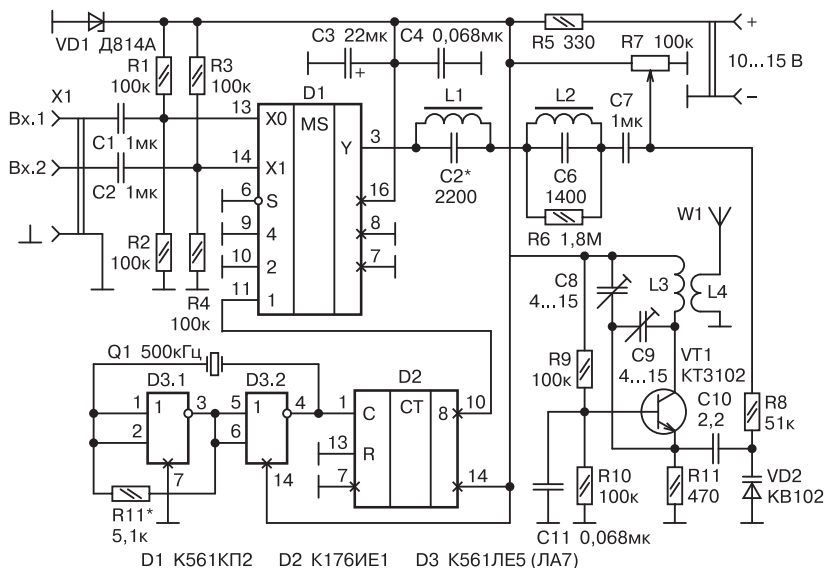 VD1 Д814А
C3 22мк
C4 0,068мк
+
R5 330
R7 100к
10...15 В
–
R1
100к
R3
100к
X1
Вх.1
Вх.2
C1 1мк
C2 1мк
13
14
6
9
10
11
D1
X0
X1
S
4
2
1
MS
Y
3
16
8
7
+
L1
C2*
2200
L2
C6
1400
R6 1,8М
C7
1мк
R2
100к
R4
100к
W1
C8
4...15
L3
L4
C9
4...15
VT1
КТ3102
R9
100к
C10
2,2
R8
51к
Q1 500кГц
D3.1
D3.2
D2
1
2
1
3
5
6
1
4
1
C
CT
8
10
13
R
7
14
7
14
R11*
5,1к
R10
100к
R11
470
VD2
КВ102
C11 0,068мк
D1 К561КП2 D2 К176ИЕ1 D3 К561ЛЕ5 (ЛА7)